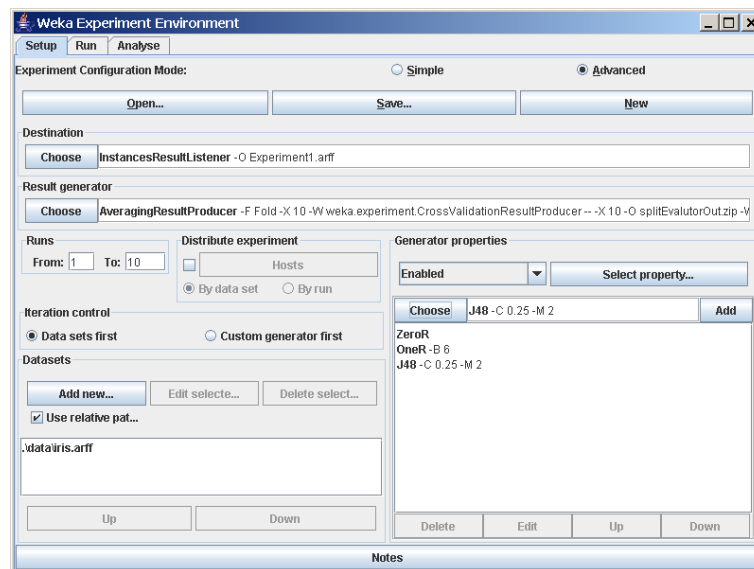 Weka Experiment Environment
Setup Run Analyse
Experiment Configuration Mode: Simple Advanced
Open... Save... New
Destination
Choose InstancesResultListener -O Experiment1.arff
Result generator
Choose AveragingResultProducer -F Fold -X 10 -W weka.experiment.CrossValidationResultProducer -- -X 10 -O splitEvalutorOut.zip -W
Runs
From: 1 To: 10
Distribute experiment
Hosts
By data set By run
Generator properties
Enabled Select property...
Choose J48 -C 0.25 -M 2 Add
ZeroR
OneR -B 6
J48 -C 0.25 -M 2
Delete Edit Up Down
Iteration control
Data sets first Custom generator first
Datasets
Add new... Edit selecte... Delete select...
Use relative pat...
.\data\iris.arff
Up Down
Notes